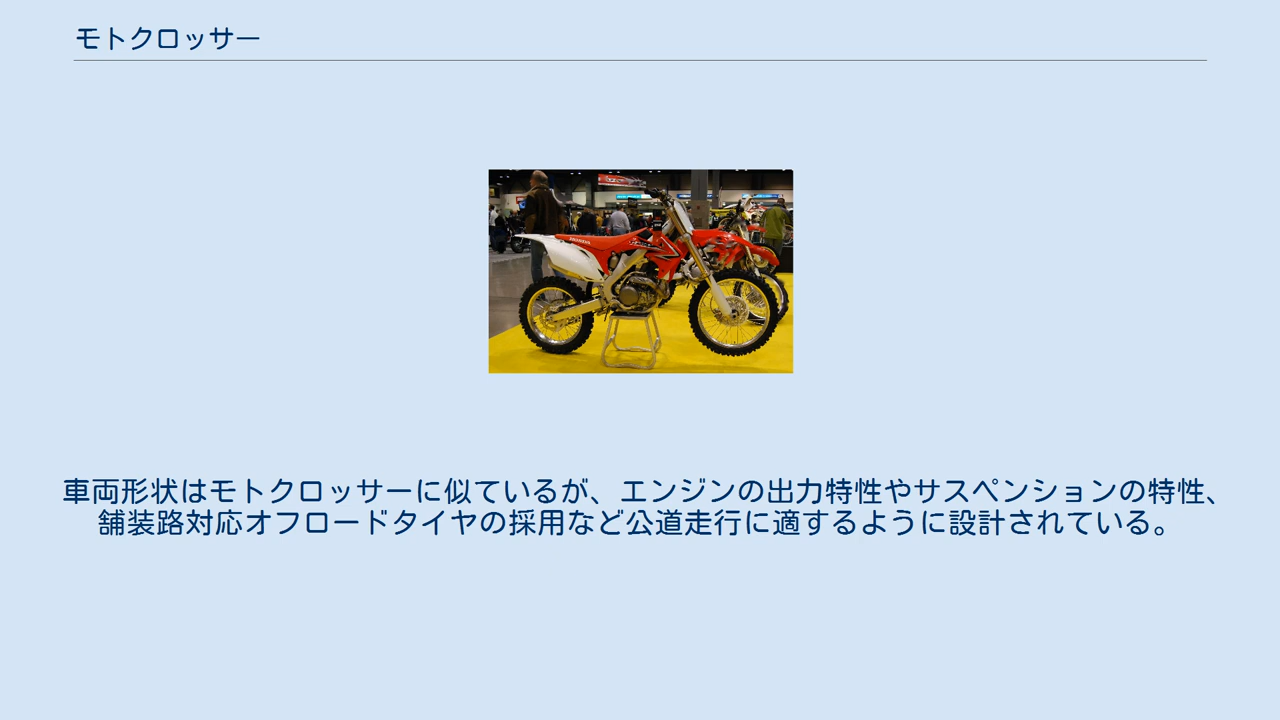 モトクロッサー
HONDA
車両形状はモトクロッサーに似ているが、エンジンの出力特性やサスペンションの特性、
舗装路対応オフロードタイヤの採用など公道走行に適するように設計されている。